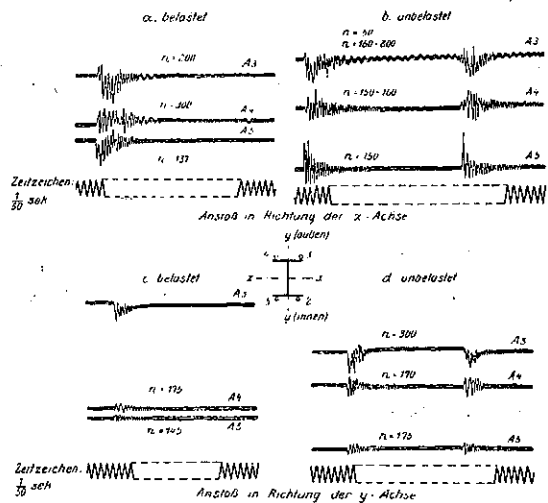 a. belastet
b. unbelastet
n = 200
A3
n = 300
A4
A5
n = 137
n = 50
n = 160-200
A3
n = 150-160
A4
n = 150
A5
Zeitzeichen:
1/50 sek
Anstoß in Richtung der x-Achse
y (außen)
x
x
y (innen)
c. belastet
A3
n = 175
A4
A5
n = 145
d. unbelastet
n = 300
A3
n = 170
A4
n = 175
A5
Zeitzeichen:
1/50 sek
Anstoß in Richtung der y-Achse